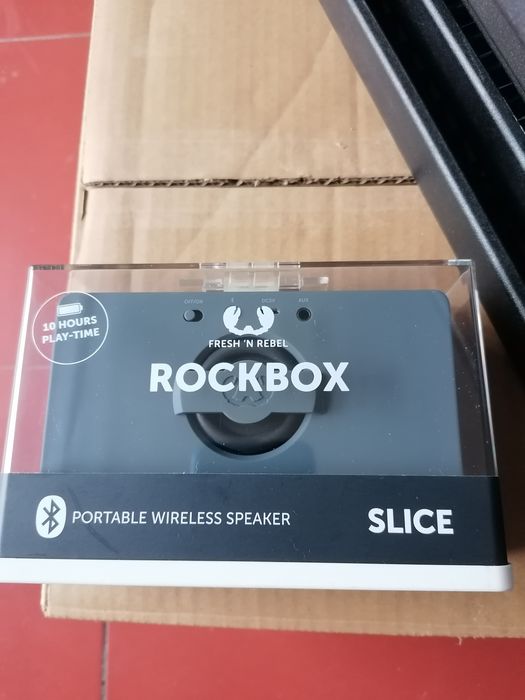 10 HOURS
PLAY-TIME
OFF/ON
DC5V
AUX
FRESH 'N REBEL
ROCKBOX
PORTABLE WIRELESS SPEAKER
SLICE